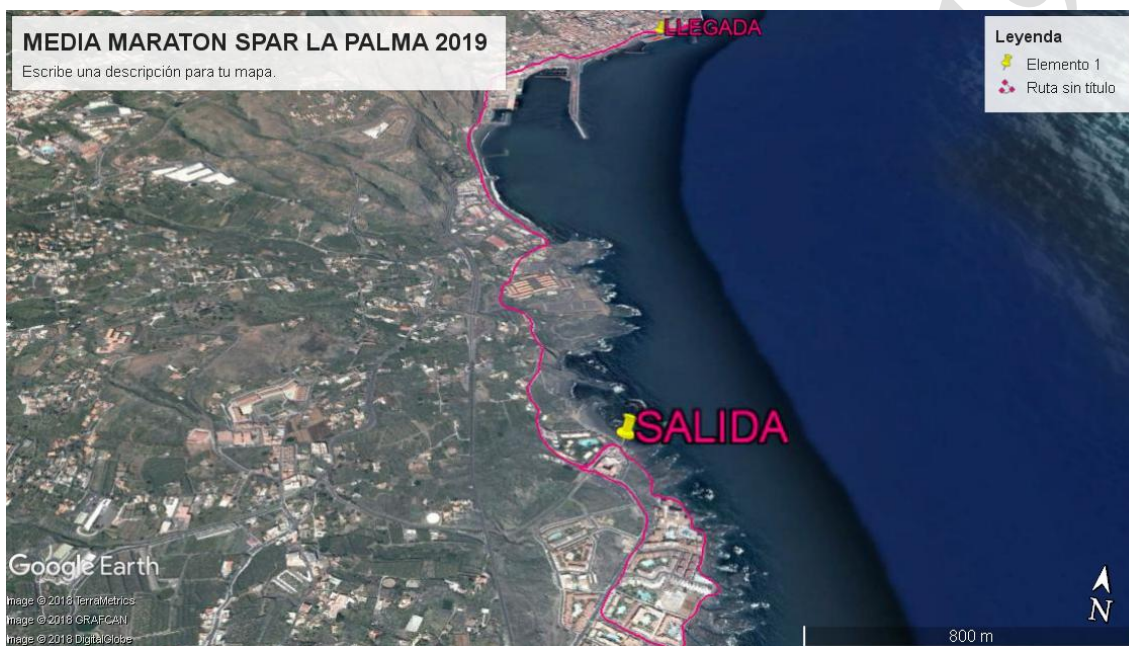 MEDIA MARATON SPAR LA PALMA 2019
Escribe una descripción para tu mapa.
LLEGADA
Leyenda
Elemento 1
Ruta sin título
SALIDA
Google Earth
Image © 2018 TerraMetrics
Image © 2018 GRAFCAN
Image © 2018 DigitalGlobe
N
800 m